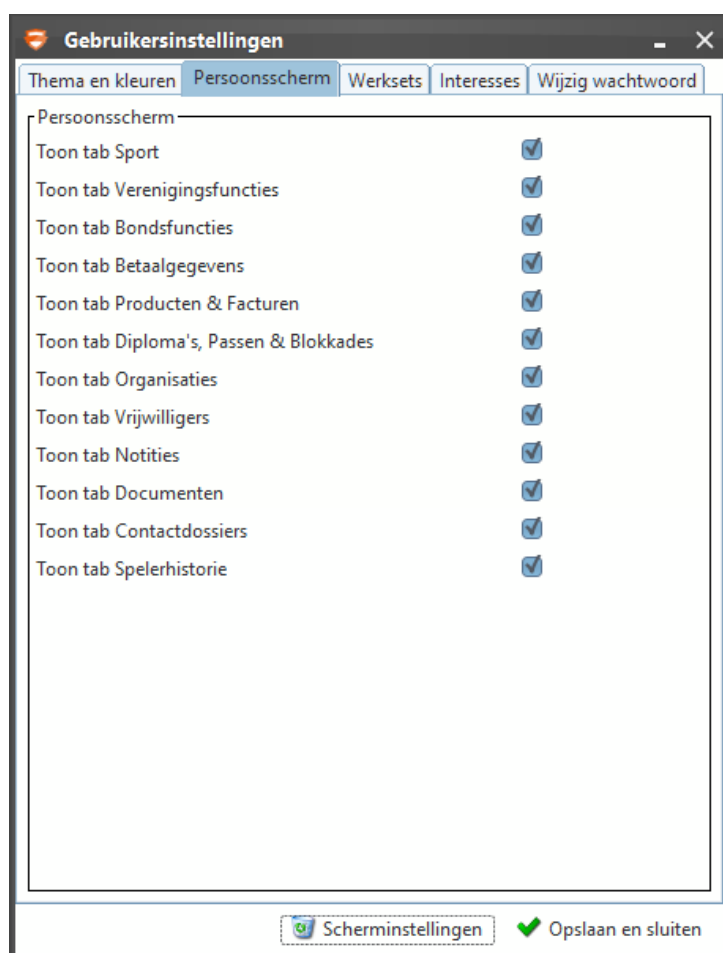 Gebruikersinstellingen
Thema en kleuren Persoonsscherm Werksets Interesses Wijzig wachtwoord
Persoonsscherm
Toon tab Sport
Toon tab Verenigingsfuncties
Toon tab Bondsfuncties
Toon tab Betaalgegevens
Toon tab Producten & Facturen
Toon tab Diploma's, Passen & Blokkades
Toon tab Organisaties
Toon tab Vrijwilligers
Toon tab Notities
Toon tab Documenten
Toon tab Contactdossiers
Toon tab Spelerhistorie
Scherminstellingen Opslaan en sluiten